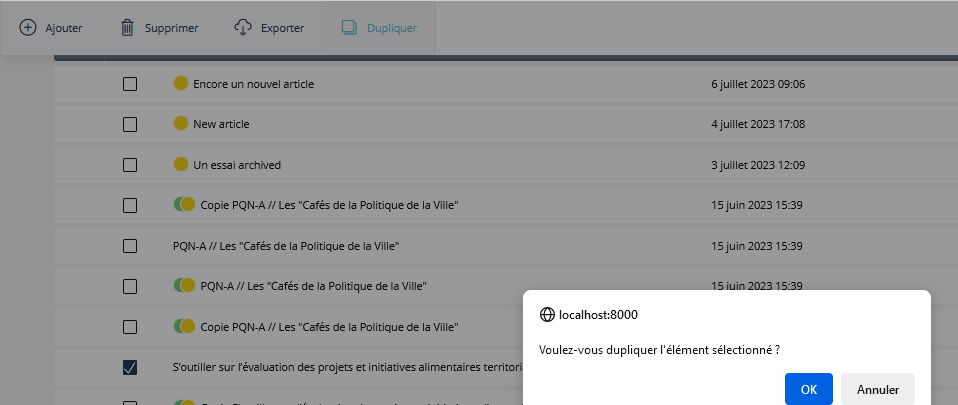 Ajouter Supprimer Exporter Dupliquer
Encore un nouvel article 6 juillet 2023 09:06
New article 4 juillet 2023 17:08
Un essai archived 3 juillet 2023 12:09
Copie PQN-A // Les "Cafés de la Politique de la Ville" 15 juin 2023 15:39
PQN-A // Les "Cafés de la Politique de la Ville" 15 juin 2023 15:39
PQN-A // Les "Cafés de la Politique de la Ville" 15 juin 2023 15:39
Copie PQN-A // Les "Cafés de la Politique de la Ville"
S'outiller sur l'évaluation des projets et initiatives alimentaires territori
localhost:8000
Voulez-vous dupliquer l'élément sélectionné ?
OK Annuler